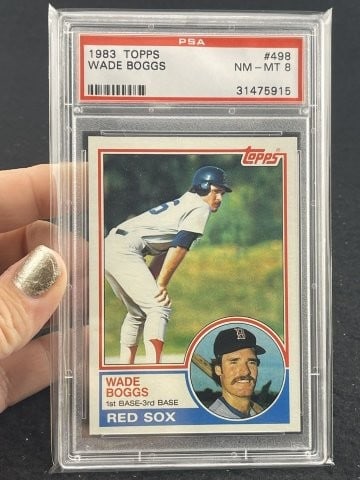 PSA
1983 TOPPS #498
WADE BOGGS NM-MT 8
31475915
Topps
6
B
WADE
BOGGS
1st BASE-3rd BASE
RED SOX